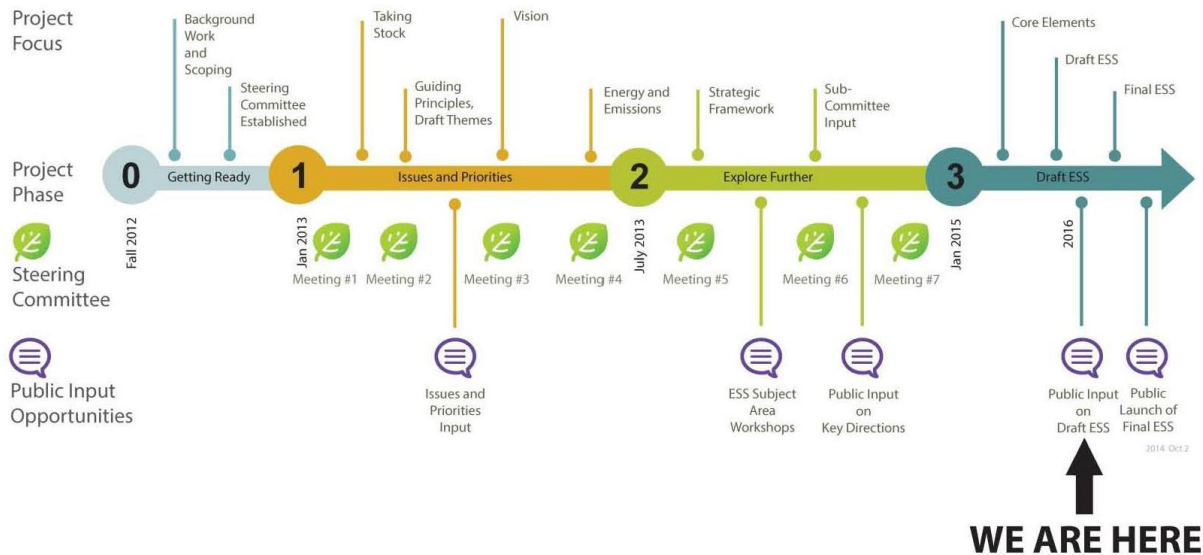 Project
Focus
Background
Work
and
Scoping
Steering
Committee
Established
Taking
Stock
Guiding
Principles,
Draft Themes
Vision
Energy and
Emissions
Strategic
Framework
Sub-
Committee
Input
Core Elements
Draft ESS
Final ESS
Project
Phase
0
Getting Ready
1
Issues and Priorities
2
Explore Further
3
Draft ESS
Fall 2012
Jan 2013
July 2013
Jan 2015
2016
Steering
Committee
Meeting #1
Meeting #2
Meeting #3
Meeting #4
Meeting #5
Meeting #6
Meeting #7
Public Input
Opportunities
Issues and
Priorities
Input
ESS Subject
Area
Workshops
Public Input
on
Key Directions
Public Input
on
Draft ESS
Public
Launch of
Final ESS
2014 Oct.2
WE ARE HERE